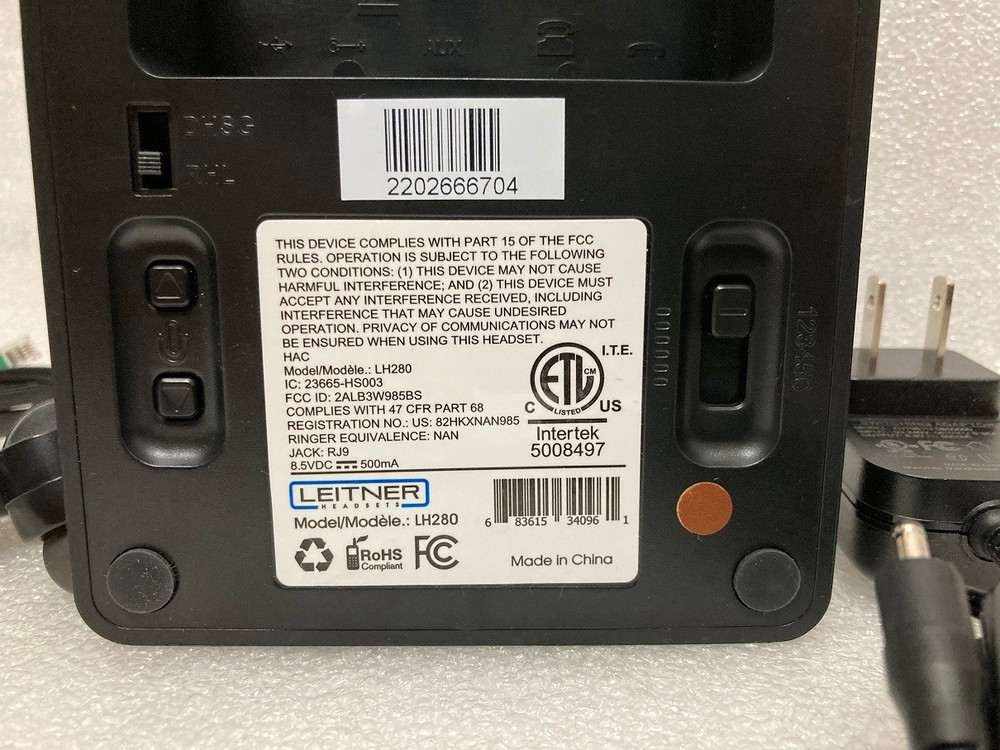 AUX
DHSG
RHL
2202666704
THIS DEVICE COMPLIES WITH PART 15 OF THE FCC
RULES. OPERATION IS SUBJECT TO THE FOLLOWING
TWO CONDITIONS: (1) THIS DEVICE MAY NOT CAUSE
HARMFUL INTERFERENCE; AND (2) THIS DEVICE MUST
ACCEPT ANY INTERFERENCE RECEIVED, INCLUDING
INTERFERENCE THAT MAY CAUSE UNDESIRED
OPERATION. PRIVACY OF COMMUNICATIONS MAY NOT
BE ENSURED WHEN USING THIS HEADSET.
HAC
Model/Modèle.: LH280
IC: 23665-HS003
FCC ID: 2ALB3W985BS
COMPLIES WITH 47 CFR PART 68
REGISTRATION NO.: US: 82HKXNAN985
RINGER EQUIVALENCE: NAN
JACK: RJ9
8.5VDC 500mA
I.T.E.
ETL CM
LISTED
C US
Intertek
5008497
123456
LEITNER
HEADSETS
Model/Modèle.: LH280
6 83615 34096 1
RoHS
Compliant
FC
Made in China